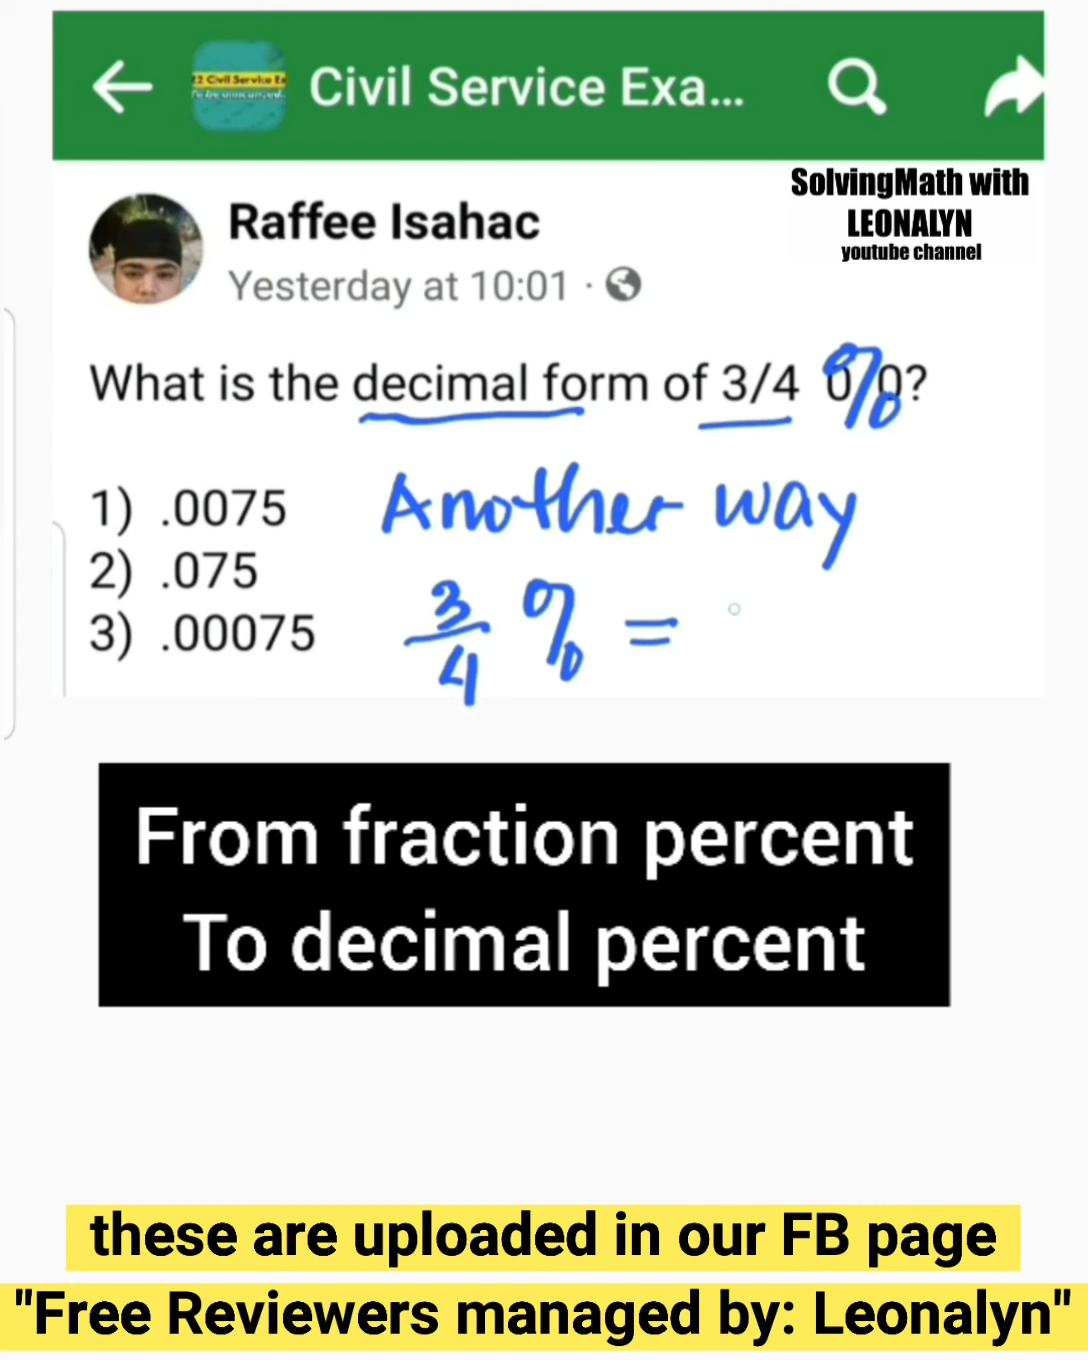 Civil Service Exa...
SolvingMath with
LEONALYN
youtube channel
Raffee Isahac
Yesterday at 10:01 ·
What is the decimal form of 3/4 %?
1) .0075
2) .075
3) .00075
Another way
3/4 % =
From fraction percent
To decimal percent
these are uploaded in our FB page
"Free Reviewers managed by: Leonalyn"